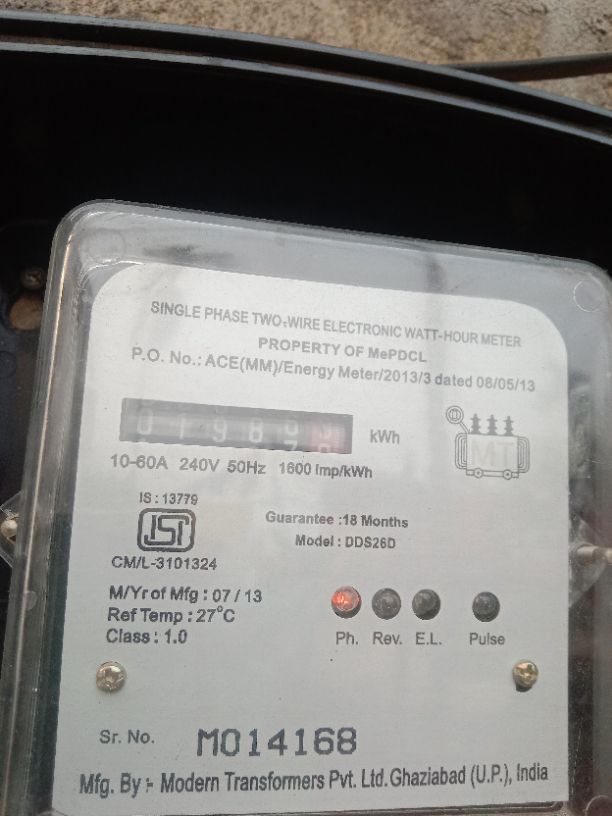 SINGLE PHASE TWO-WIRE ELECTRONIC WATT-HOUR METER
PROPERTY OF MePDCL
P.O. No.: ACE(MM)/Energy Meter/2013/3 dated 08/05/13
kWh
MT
10-60A 240V 50Hz 1600 imp/kWh
IS : 13779
ISI
CM/L-3101324
Guarantee :18 Months
Model : DDS26D
M/Yr of Mfg : 07 / 13
Ref Temp : 27°C
Class : 1.0
Ph. Rev. E.L. Pulse
Sr. No. M014168
Mfg. By :- Modern Transformers Pvt. Ltd. Ghaziabad (U.P.), India